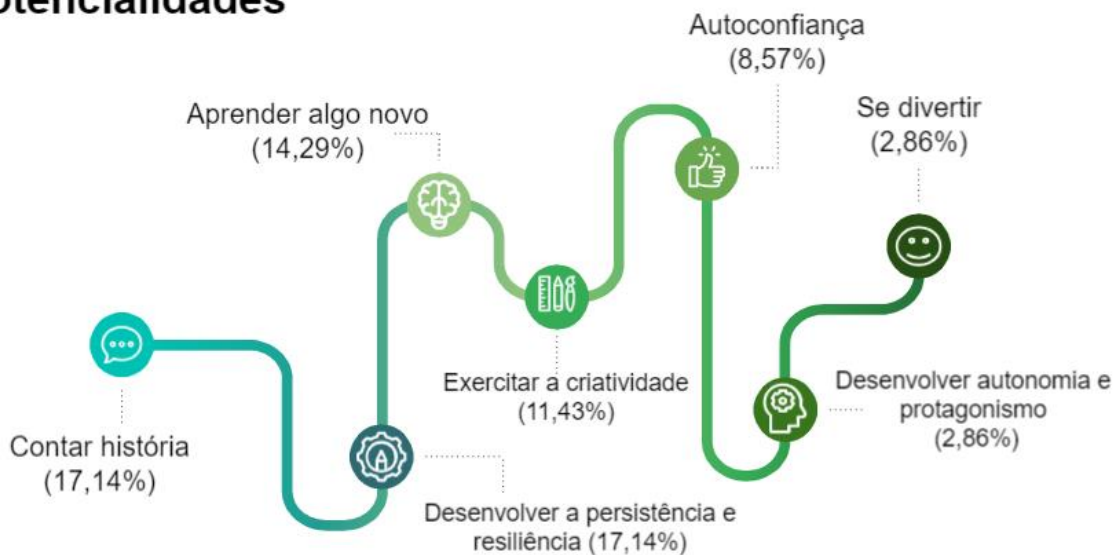 otencialidades
Autoconfiança
(8,57%)
Se divertir
(2,86%)
Aprender algo novo
(14,29%)
Exercitar a criatividade
(11,43%)
Desenvolver autonomia e
protagonismo
(2,86%)
Contar história
(17,14%)
Desenvolver a persistência e
resiliência (17,14%)